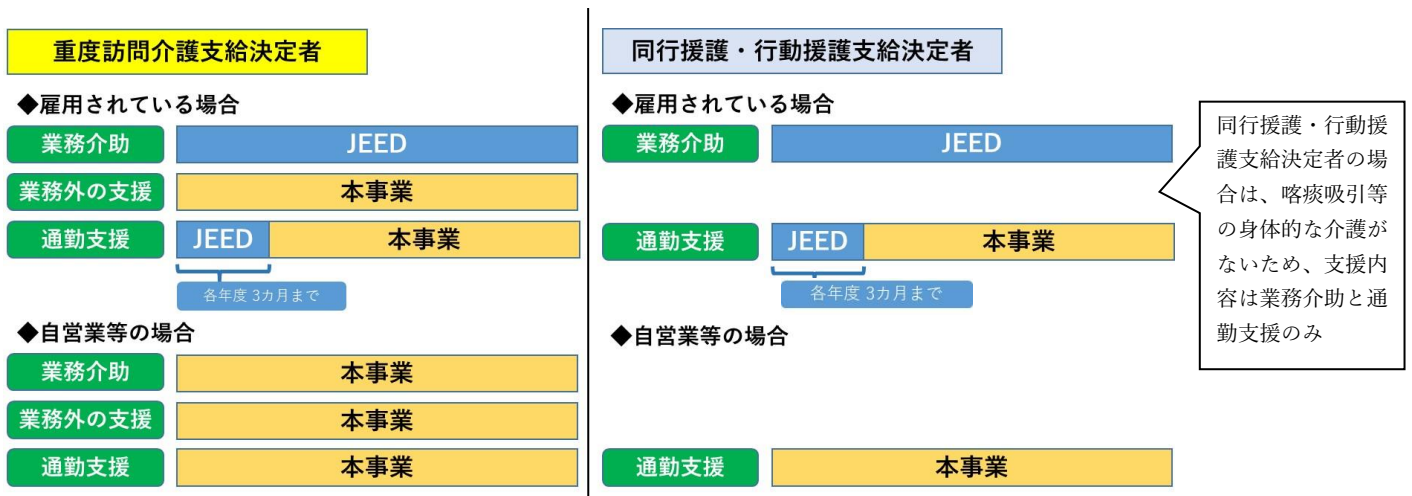 重度訪問介護支給決定者
◆雇用されている場合
業務介助
JEED
業務外の支援
本事業
通勤支援
JEED
本事業
各年度 3カ月まで
◆自営業等の場合
業務介助
本事業
業務外の支援
本事業
通勤支援
本事業
同行援護・行動援護支給決定者
◆雇用されている場合
業務介助
JEED
通勤支援
JEED
本事業
各年度 3カ月まで
◆自営業等の場合
通勤支援
本事業
同行援護・行動援
護支給決定者の場
合は、喀痰吸引等
の身体的な介護が
ないため、支援内
容は業務介助と通
勤支援のみ